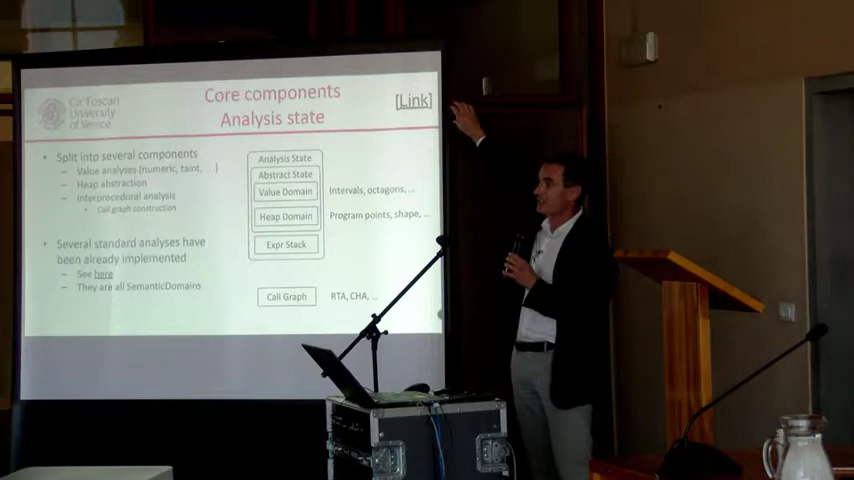 Ca' Foscari
University
of Venice
Core components
Analysis state
[Link]
• Split into several components
– Value analyses (numeric, taint, …)
– Heap abstraction
– Interprocedural analysis
• Call graph construction
• Several standard analyses have
been already implemented
– See here
– They are all SemanticDomains
Analysis State
Abstract State
Value Domain
Intervals, octagons, ...
Heap Domain
Program points, shape, ...
Expr Stack
Call Graph
RTA, CHA, ...